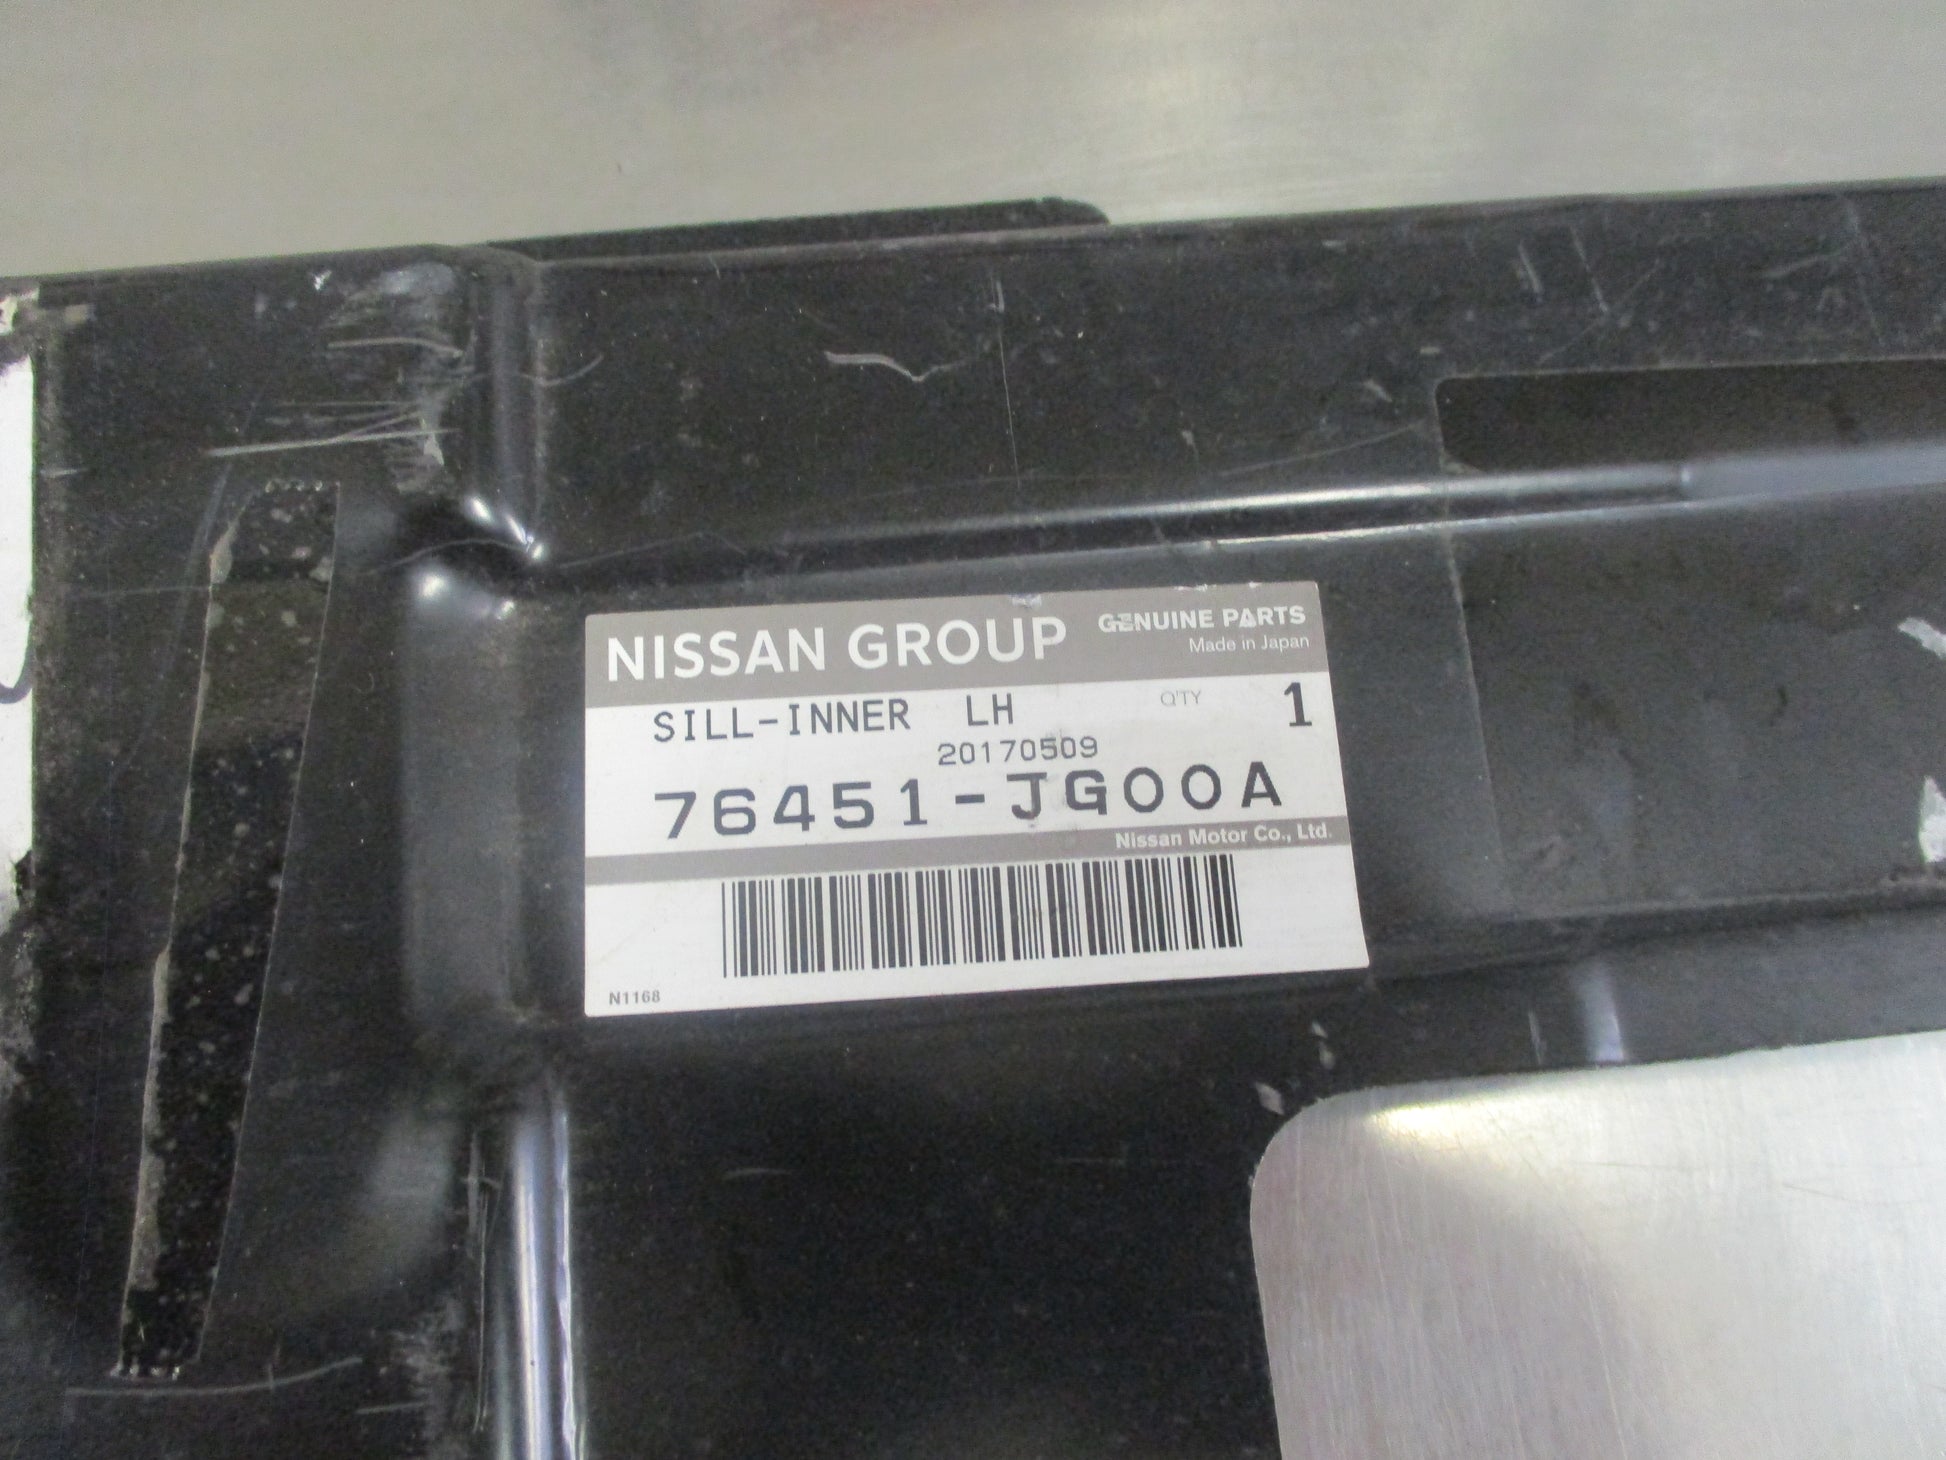 NISSAN GROUP GENUINE PARTS
Made in Japan
SILL-INNER LH Q'TY 1
20170509
76451-JG00A
Nissan Motor Co., Ltd.
N1168